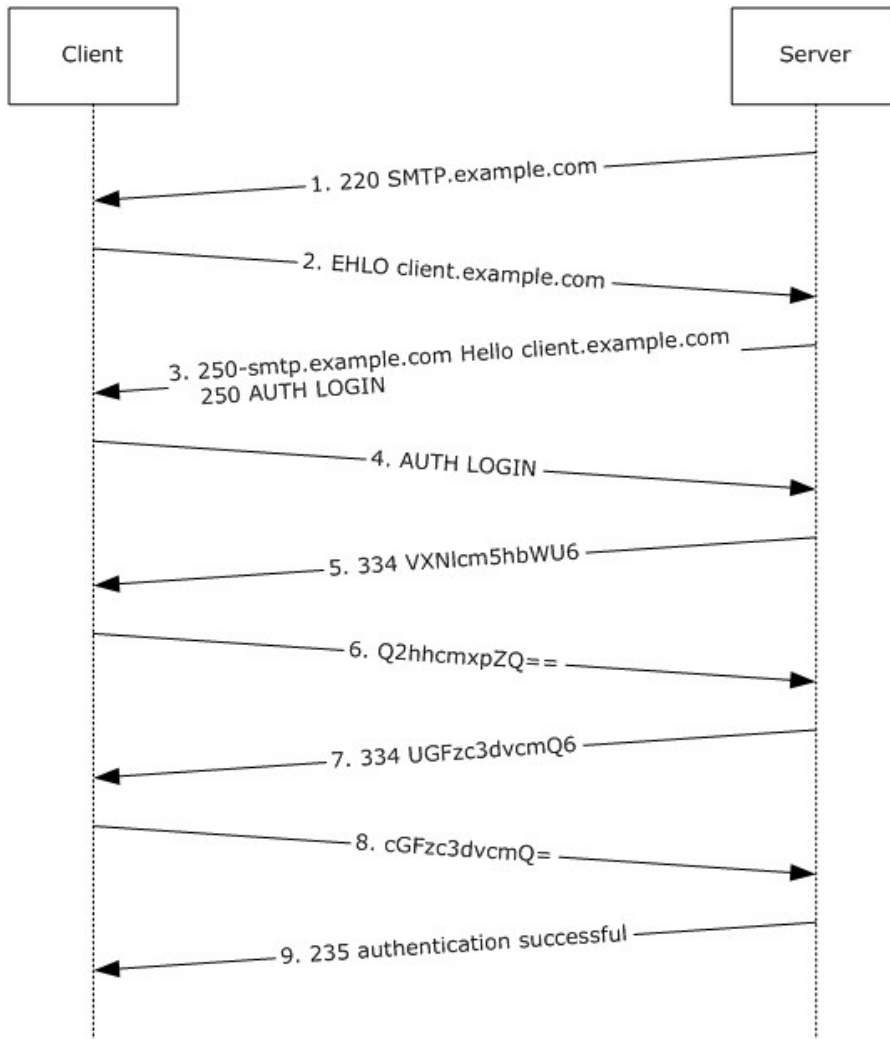 Client
Server
1. 220 SMTP.example.com
2. EHLO client.example.com
3. 250-smtp.example.com Hello client.example.com
250 AUTH LOGIN
4. AUTH LOGIN
5. 334 VXNlcm5hbWU6
6. Q2hhcmxpZQ==
7. 334 UGFzc3dvcmQ6
8. cGFzc3dvcmQ=
9. 235 authentication successful